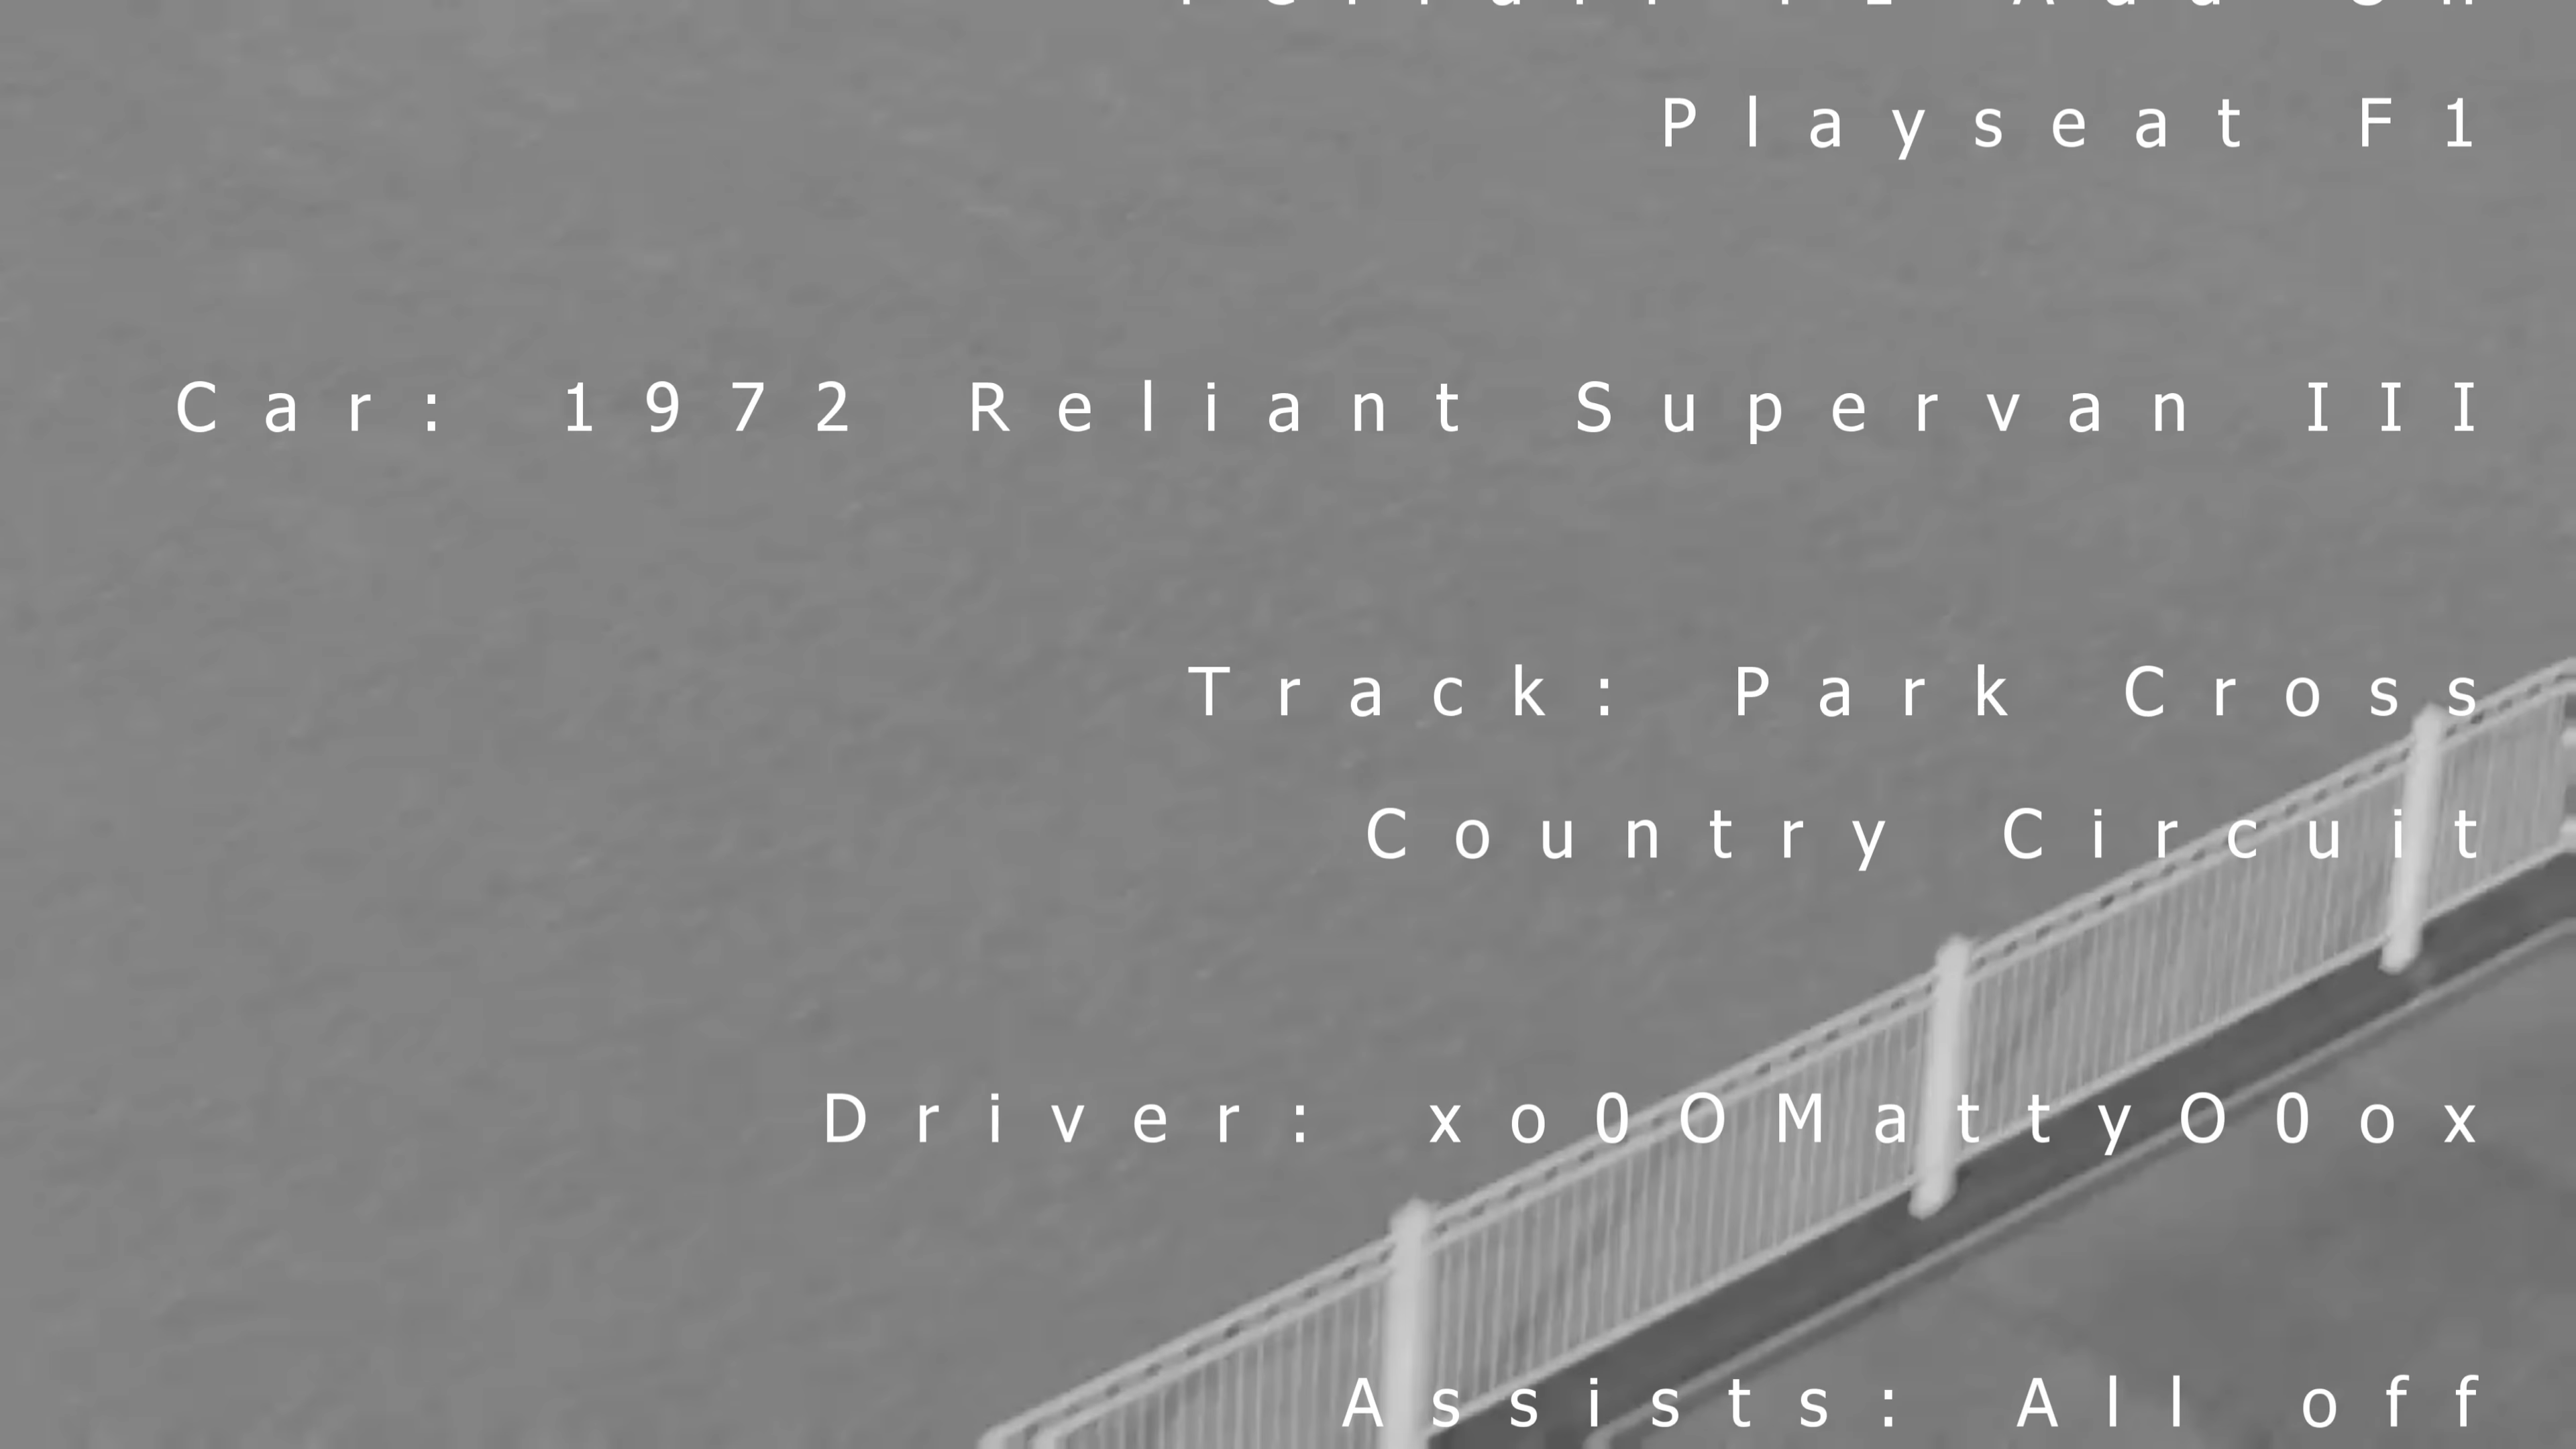 Playseat F1
Car: 1972 Reliant Supervan III
Track: Park Cross
Country Circuit
Driver: xo0OMattyO0ox
Assists: All off